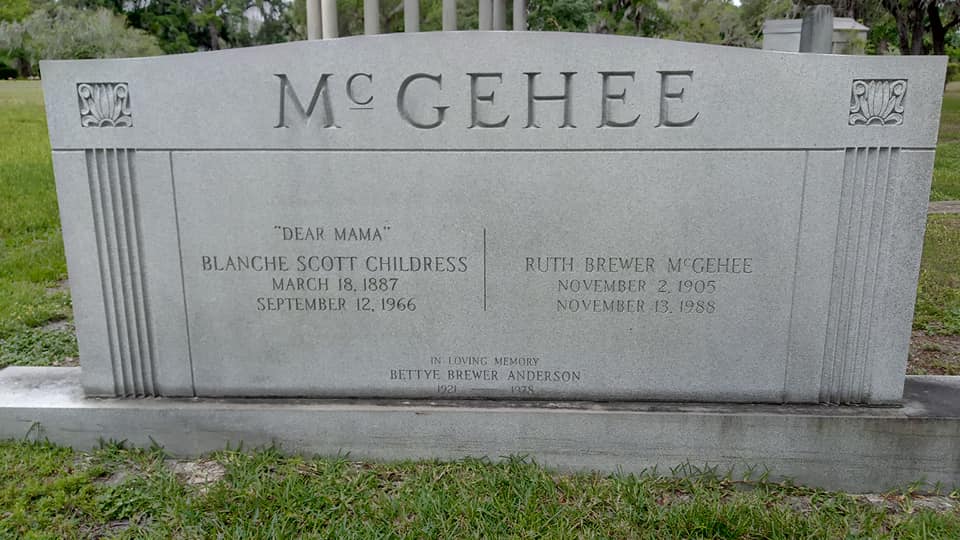 McGEHEE
"DEAR MAMA"
BLANCHE SCOTT CHILDRESS
MARCH 18, 1887
SEPTEMBER 12, 1966
RUTH BREWER McGEHEE
NOVEMBER 2, 1905
NOVEMBER 13, 1988
IN LOVING MEMORY
BETTYE BREWER ANDERSON
1921 — 1978